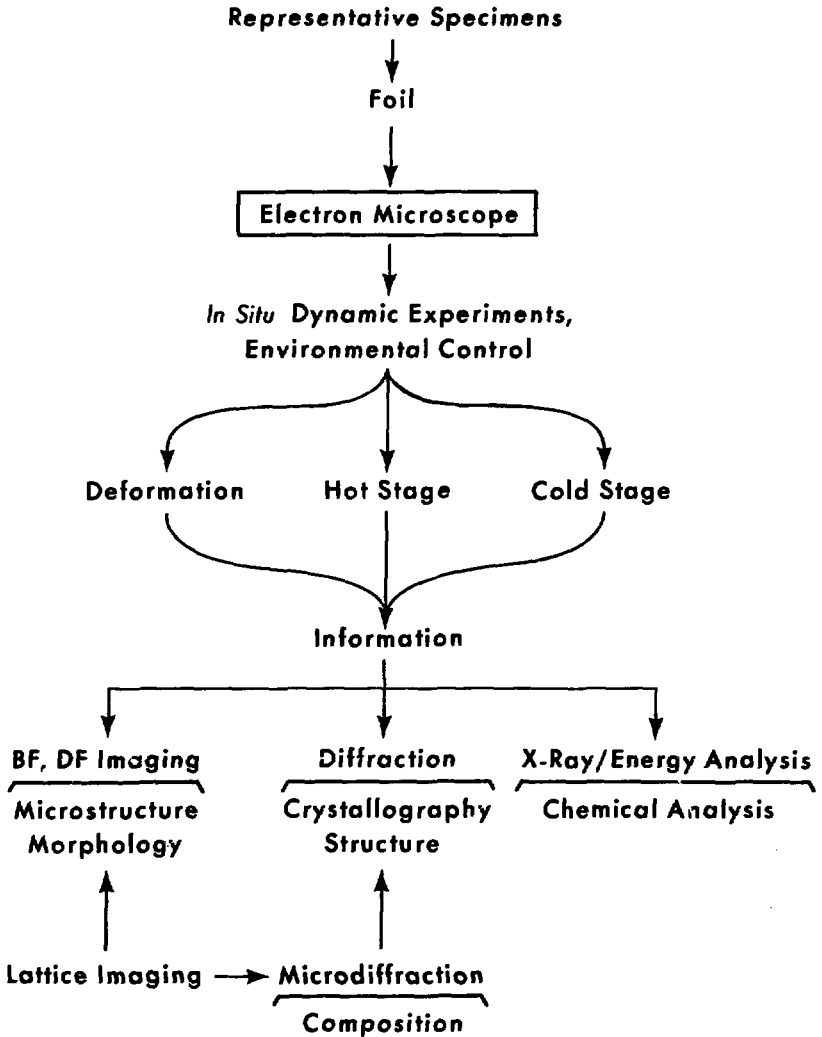 Representative Specimens
Foil
Electron Microscope
In Situ Dynamic Experiments,
Environmental Control
Deformation
Hot Stage
Cold Stage
Information
BF, DF Imaging
Diffraction
X-Ray/Energy Analysis
Microstructure
Morphology
Crystallography
Structure
Chemical Analysis
Lattice Imaging
Microdiffraction
Composition